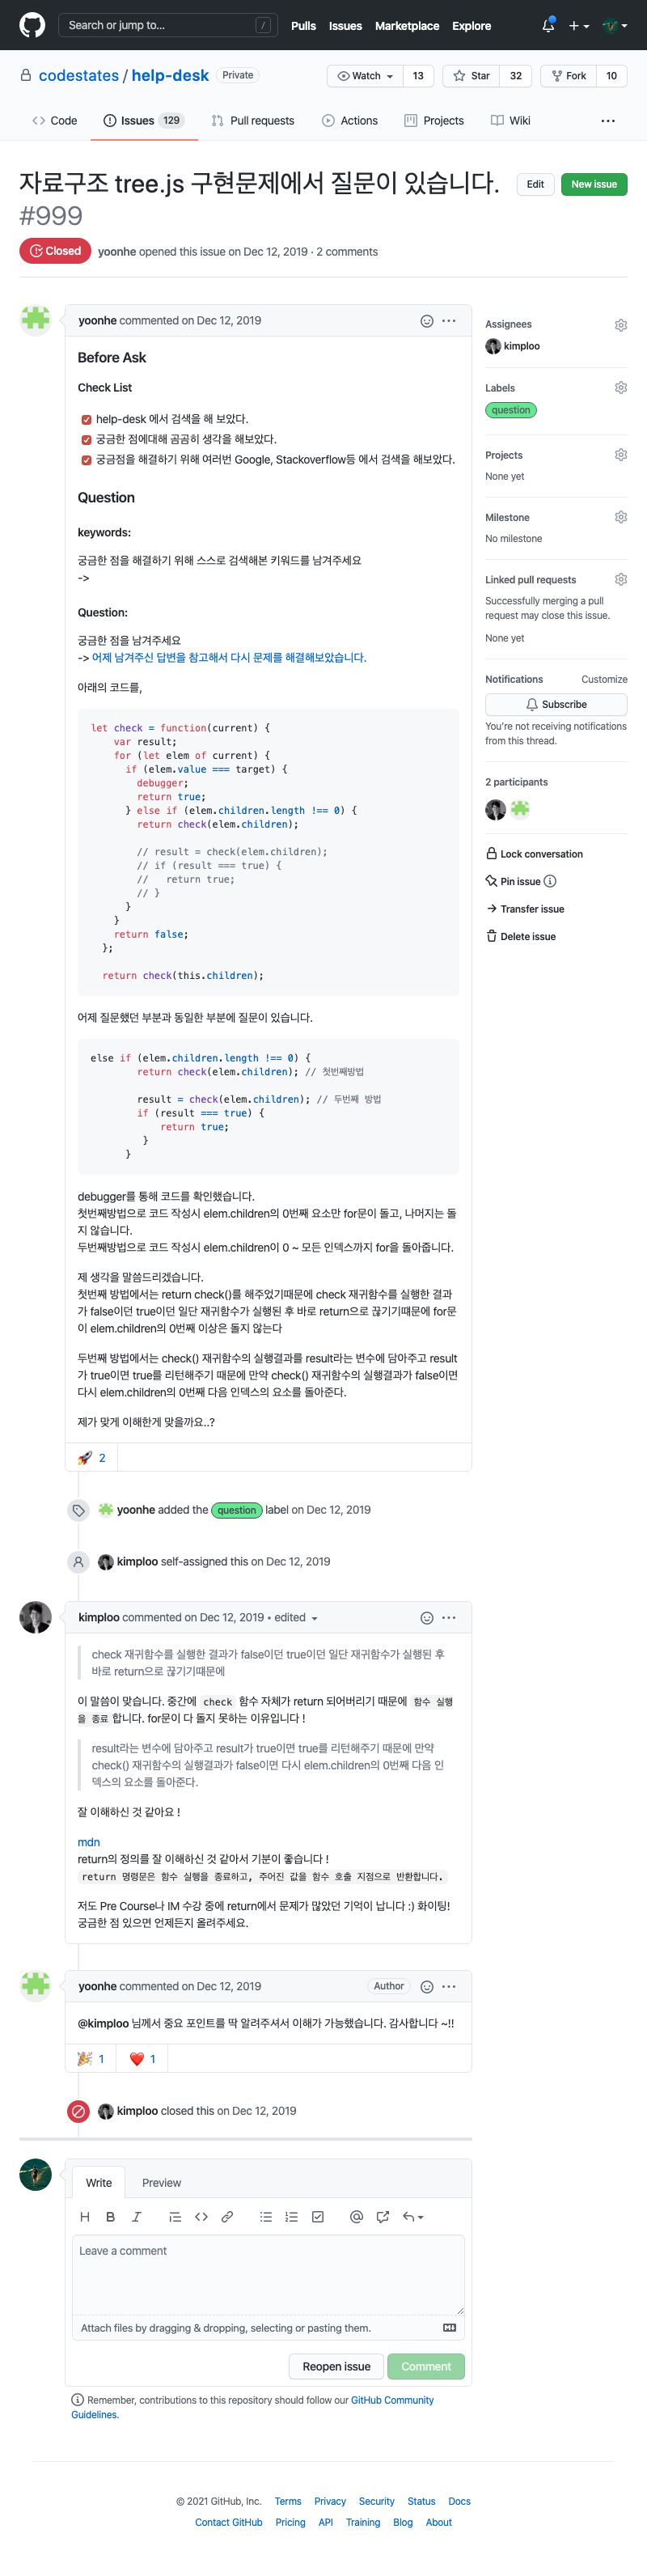 Search or jump to...
/
Pulls Issues Marketplace Explore
codestates / help-desk Private
Watch 13 Star 32 Fork 10
Code Issues 129 Pull requests Actions Projects Wiki
자료구조 tree.js 구현문제에서 질문이 있습니다.
#999
Edit New issue
Closed yoonhe opened this issue on Dec 12, 2019 · 2 comments
yoonhe commented on Dec 12, 2019
Before Ask
Check List
help-desk 에서 검색을 해 보았다.
궁금한 점에대해 곰곰히 생각을 해보았다.
궁금점을 해결하기 위해 여러번 Google, Stackoverflow등 에서 검색을 해보았다.
Question
keywords:
궁금한 점을 해결하기 위해 스스로 검색해본 키워드를 남겨주세요
->
Question:
궁금한 점을 남겨주세요
-> 어제 남겨주신 답변을 참고해서 다시 문제를 해결해보았습니다.
아래의 코드를,
let check = function(current) {
var result;
for (let elem of current) {
if (elem.value === target) {
debugger;
return true;
} else if (elem.children.length !== 0) {
return check(elem.children);
// result = check(elem.children);
// if (result === true) {
//   return true;
// }
}
}
return false;
};
return check(this.children);
어제 질문했던 부분과 동일한 부분에 질문이 있습니다.
else if (elem.children.length !== 0) {
return check(elem.children); // 첫번째방법
result = check(elem.children); // 두번째 방법
if (result === true) {
return true;
}
}
debugger를 통해 코드를 확인했습니다.
첫번째방법으로 코드 작성시 elem.children의 0번째 요소만 for문이 돌고, 나머지는 돌
지 않습니다.
두번째방법으로 코드 작성시 elem.children이 0 ~ 모든 인덱스까지 for을 돌아줍니다.
제 생각을 말씀드리겠습니다.
첫번째 방법에서는 return check()를 해주었기때문에 check 재귀함수를 실행한 결과
가 false이던 true이던 일단 재귀함수가 실행된 후 바로 return으로 끊기기떄문에 for문
이 elem.children의 0번째 이상은 돌지 않는다
두번째 방법에서는 check() 재귀함수의 실행결과를 result라는 변수에 담아주고 result
가 true이면 true를 리턴해주기 때문에 만약 check() 재귀함수의 실행결과가 false이면
다시 elem.children의 0번째 다음 인덱스의 요소를 돌아준다.
제가 맞게 이해한게 맞을까요..?
2
yoonhe added the question label on Dec 12, 2019
kimploo self-assigned this on Dec 12, 2019
kimploo commented on Dec 12, 2019 • edited
check 재귀함수를 실행한 결과가 false이던 true이던 일단 재귀함수가 실행된 후
바로 return으로 끊기기떄문에
이 말씀이 맞습니다. 중간에 check 함수 자체가 return 되어버리기 때문에 함수 실행
을 종료 합니다. for문이 다 돌지 못하는 이유입니다 !
result라는 변수에 담아주고 result가 true이면 true를 리턴해주기 때문에 만약
check() 재귀함수의 실행결과가 false이면 다시 elem.children의 0번째 다음 인
덱스의 요소를 돌아준다.
잘 이해하신 것 같아요 !
mdn
return의 정의를 잘 이해하신 것 같아서 기분이 좋습니다 !
return 명령문은 함수 실행을 종료하고, 주어진 값을 함수 호출 지점으로 반환합니다.
저도 Pre Course나 IM 수강 중에 return에서 문제가 많았던 기억이 납니다 :) 화이팅!
궁금한 점 있으면 언제든지 올려주세요.
yoonhe commented on Dec 12, 2019 Author
@kimploo 님께서 중요 포인트를 딱 알려주셔서 이해가 가능했습니다. 감사합니다 ~!!
1 1
kimploo closed this on Dec 12, 2019
Write Preview
Leave a comment
Attach files by dragging & dropping, selecting or pasting them.
Reopen issue Comment
Remember, contributions to this repository should follow our GitHub Community
Guidelines.
Assignees
kimploo
Labels
question
Projects
None yet
Milestone
No milestone
Linked pull requests
Successfully merging a pull
request may close this issue.
None yet
Notifications Customize
Subscribe
You're not receiving notifications
from this thread.
2 participants
Lock conversation
Pin issue
Transfer issue
Delete issue
© 2021 GitHub, Inc. Terms Privacy Security Status Docs
Contact GitHub Pricing API Training Blog About